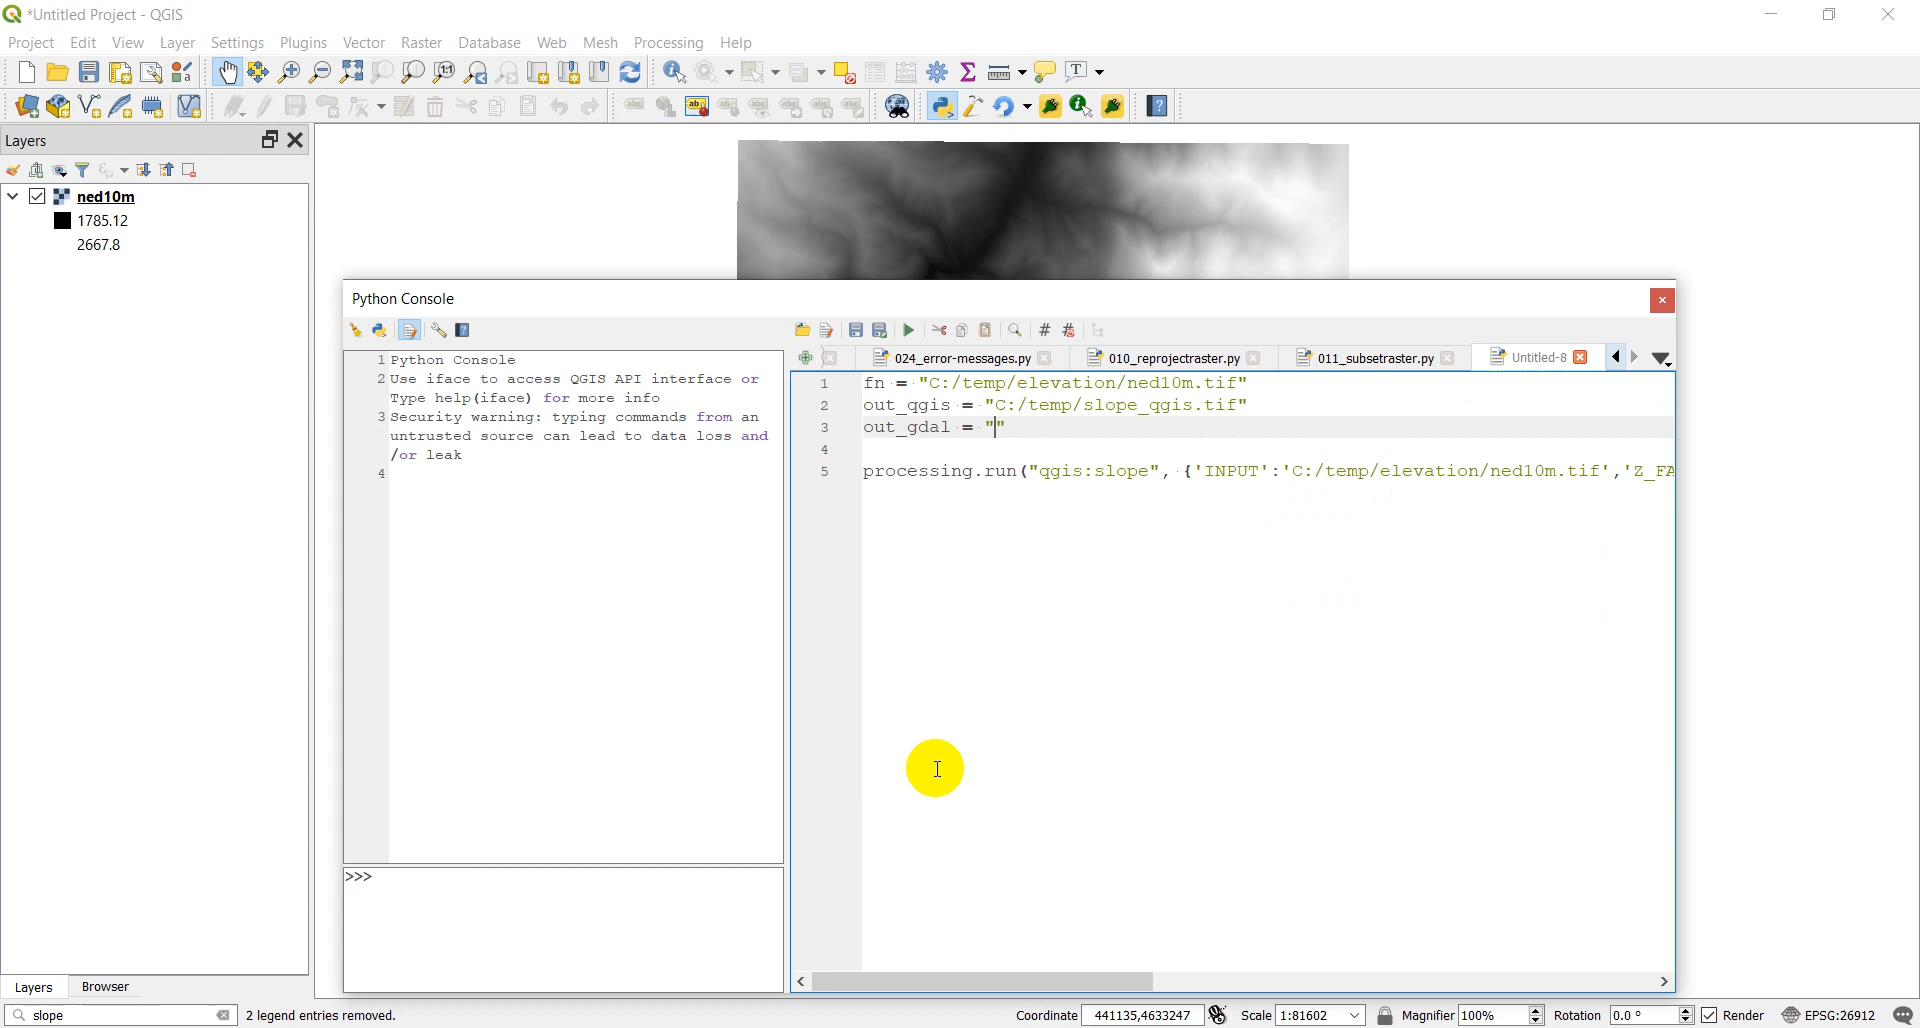 *Untitled Project - QGIS
Project Edit View Layer Settings Plugins Vector Raster Database Web Mesh Processing Help
Layers
ned10m
1785.12
2667.8
Python Console
024_error-messages.py 010_reprojectraster.py 011_subsetraster.py Untitled-8
1 Python Console
2 Use iface to access QGIS API interface or
Type help(iface) for more info
3 Security warning: typing commands from an
untrusted source can lead to data loss and
/or leak
4
>>>
1 fn = "C:/temp/elevation/ned10m.tif"
2 out_qgis = "C:/temp/slope_qgis.tif"
3 out_gdal = ""
4
5 processing.run("qgis:slope", {'INPUT':'C:/temp/elevation/ned10m.tif','Z_FA
Layers Browser
slope 2 legend entries removed. Coordinate 441135,4633247 Scale 1:81602 Magnifier 100% Rotation 0.0 ° Render EPSG:26912